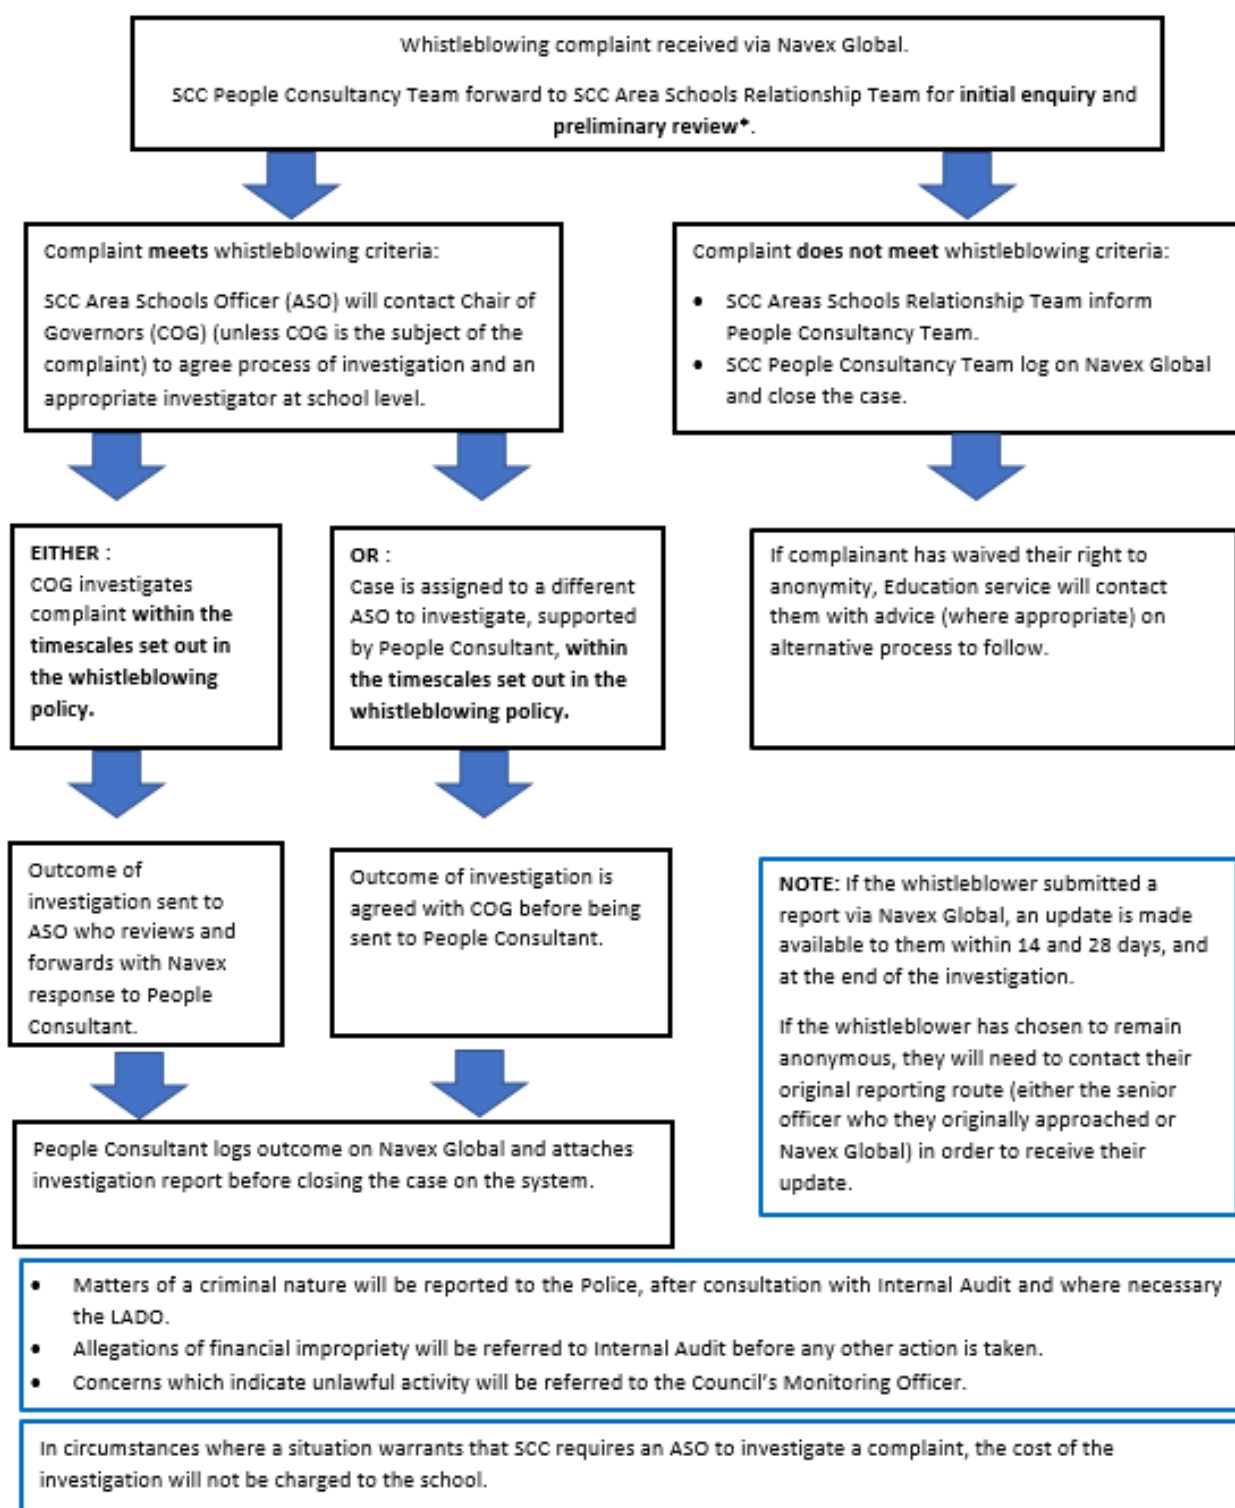 Whistleblowing complaint received via Navex Global.
SCC People Consultancy Team forward to SCC Area Schools Relationship Team for initial enquiry and
preliminary review*.
Complaint meets whistleblowing criteria:
SCC Area Schools Officer (ASO) will contact Chair of
Governors (COG) (unless COG is the subject of the
complaint) to agree process of investigation and an
appropriate investigator at school level.
Complaint does not meet whistleblowing criteria:
• SCC Areas Schools Relationship Team inform
People Consultancy Team.
• SCC People Consultancy Team log on Navex Global
and close the case.
EITHER :
COG investigates
complaint within the
timescales set out in
the whistleblowing
policy.
OR :
Case is assigned to a different
ASO to investigate, supported
by People Consultant, within
the timescales set out in the
whistleblowing policy.
If complainant has waived their right to
anonymity, Education service will contact
them with advice (where appropriate) on
alternative process to follow.
Outcome of
investigation sent to
ASO who reviews and
forwards with Navex
response to People
Consultant.
Outcome of investigation is
agreed with COG before being
sent to People Consultant.
NOTE: If the whistleblower submitted a
report via Navex Global, an update is made
available to them within 14 and 28 days, and
at the end of the investigation.
If the whistleblower has chosen to remain
anonymous, they will need to contact their
original reporting route (either the senior
officer who they originally approached or
Navex Global) in order to receive their
update.
People Consultant logs outcome on Navex Global and attaches
investigation report before closing the case on the system.
• Matters of a criminal nature will be reported to the Police, after consultation with Internal Audit and where necessary
the LADO.
• Allegations of financial impropriety will be referred to Internal Audit before any other action is taken.
• Concerns which indicate unlawful activity will be referred to the Council's Monitoring Officer.
In circumstances where a situation warrants that SCC requires an ASO to investigate a complaint, the cost of the
investigation will not be charged to the school.